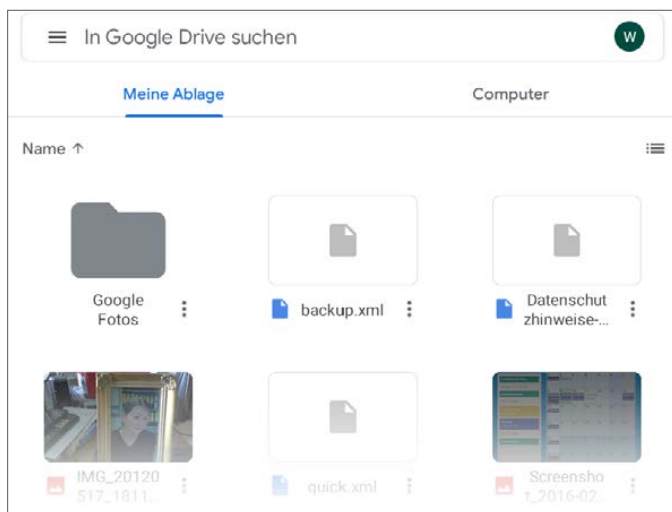 In Google Drive suchen
W
Meine Ablage
Computer
Name ↑
Google
Fotos
backup.xml
Datenschut
zhinweise-...
IMG_20120
517_1811...
quick.xml
Screensho
t_2016-02...